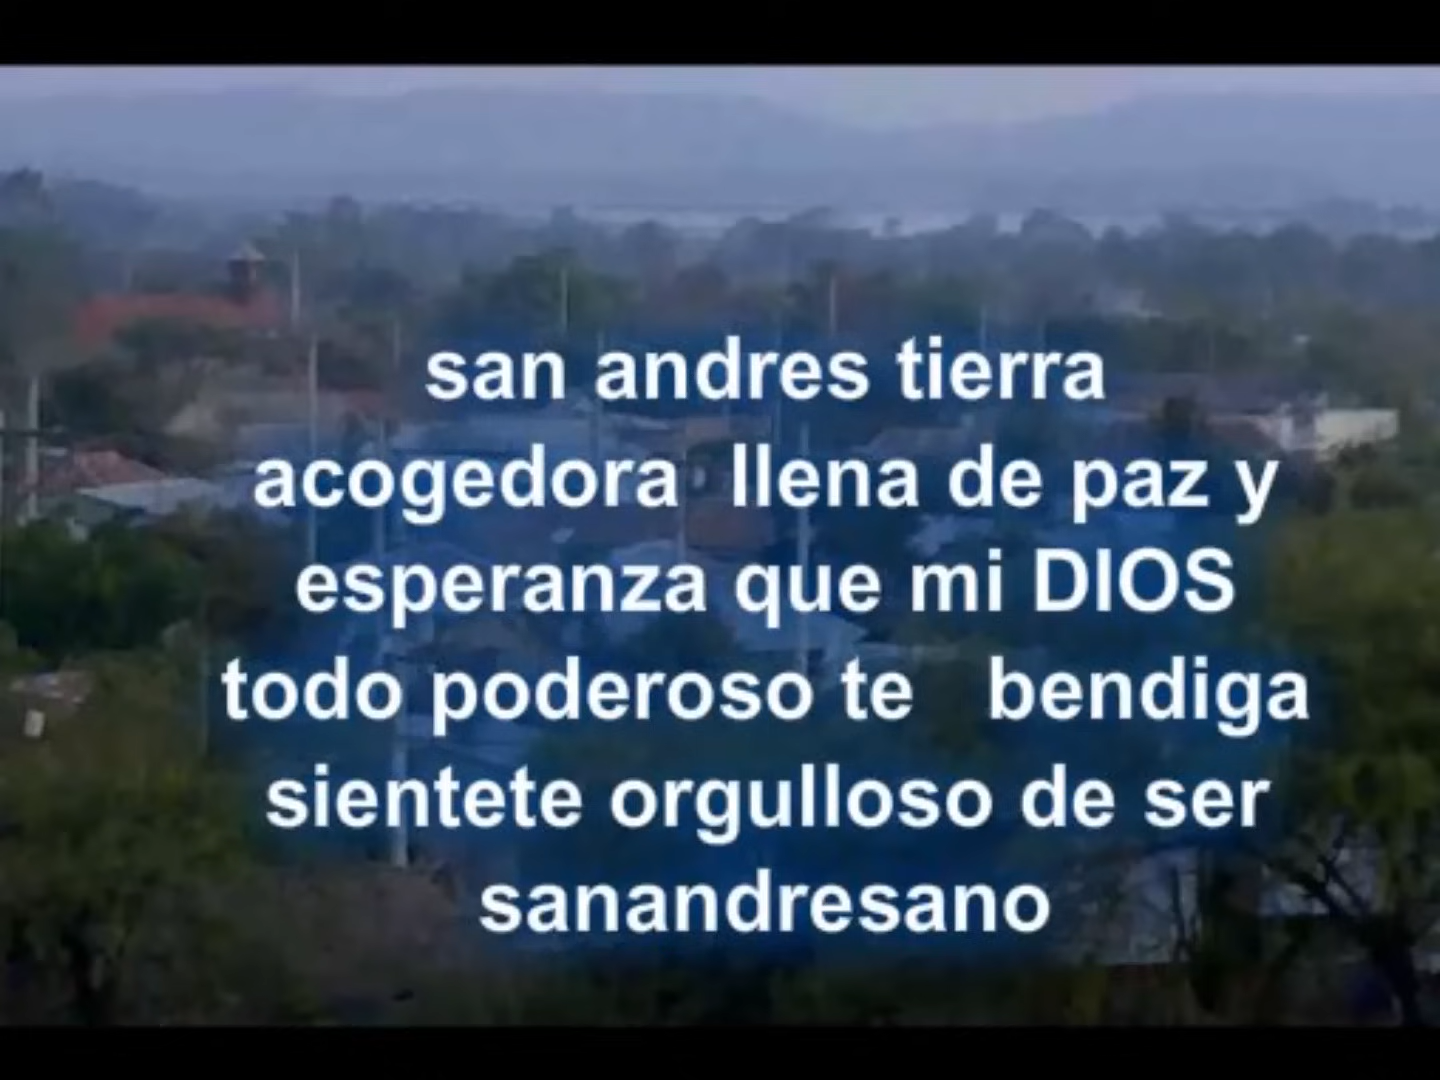 san andres tierra
acogedora llena de paz y
esperanza que mi DIOS
todo poderoso te bendiga
sientete orgulloso de ser
sanandresano